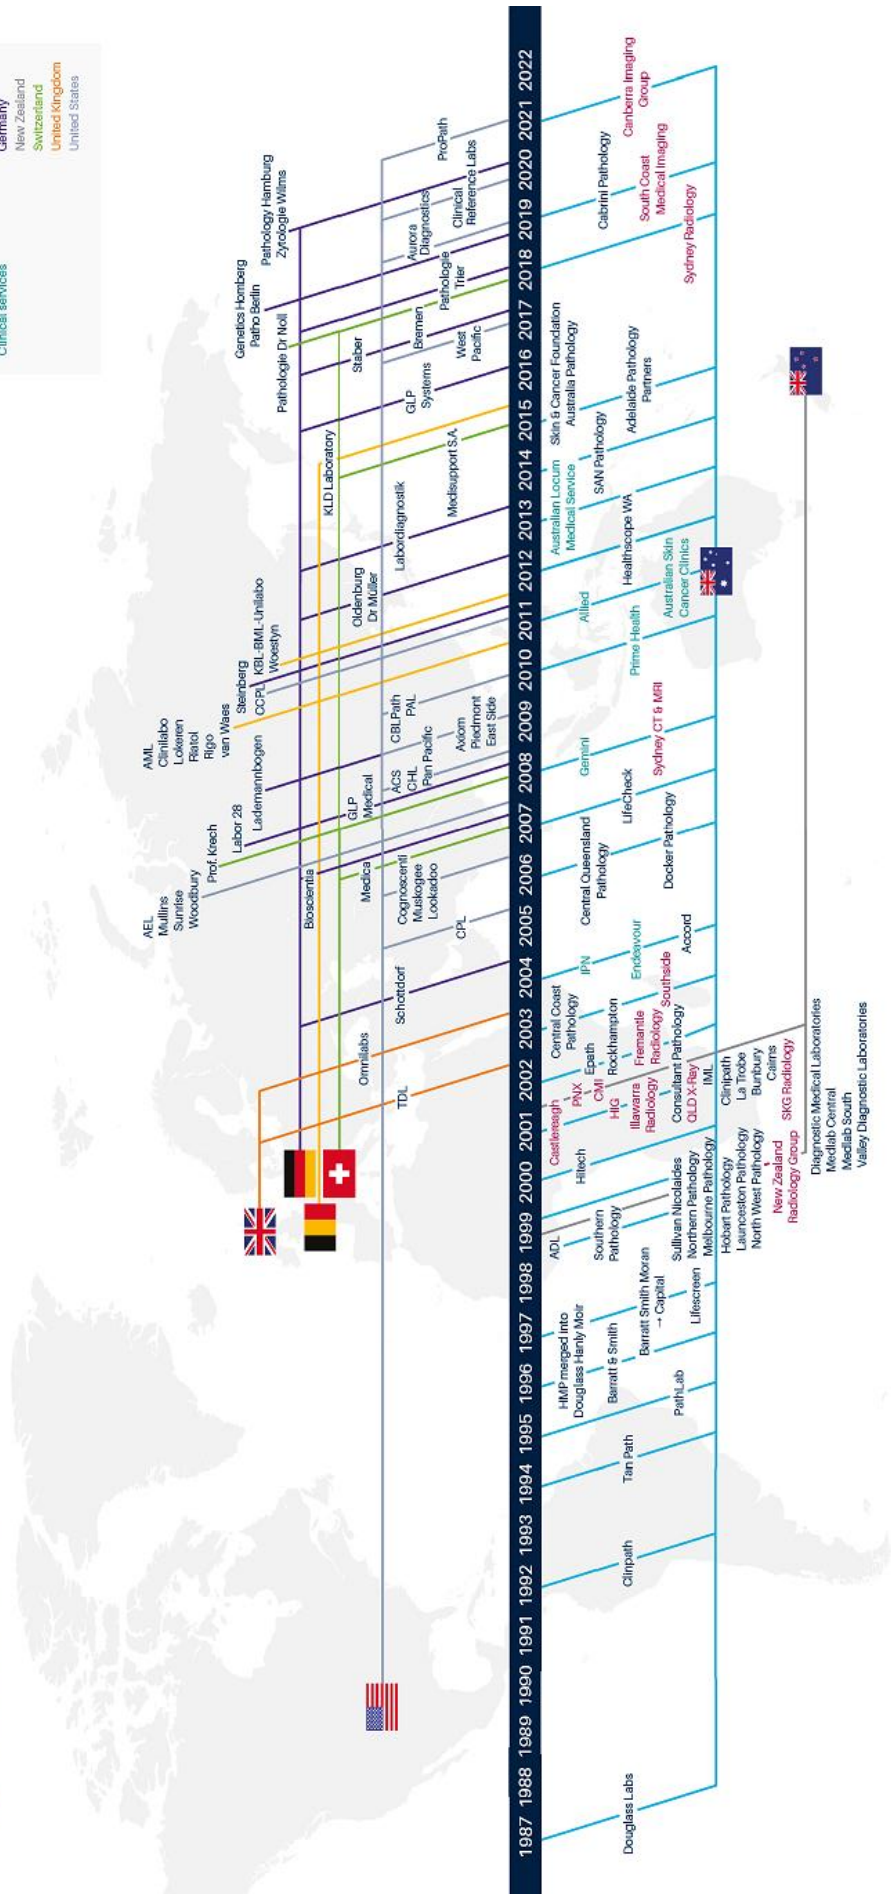 Germany
New Zealand
Switzerland
United Kingdom
United States
Clinical services
AEL
Mullins
Sunrise
Woodbury
AML
Clinilabo
Lokeren
Riatol
Rigo
van Waes
Prof. Krech
Labor 28
Lademannbogen
Steinberg
CCPL
KBL-BML-Unilabo
Woestyn
Genetics Homberg
Patho Berlin
Pathology Hamburg
Zytologie Wilms
Pathologie Dr Noll
Bioscientia
KLD Laboratory
Omnilabs
Medica
GLP
Medical
Oldenburg
Dr Müller
Staber
TDL
Schottdorf
Cognoscenti
Muskogee
Lookadoo
ACS
CHL
Pan Pacific
CBLPath
PAL
Labordiagnostik
GLP
Systems
Bremen
Aurora
Diagnostics
CPL
Axiom
Piedmont
East Side
Medisupport S.A.
West
Pacific
Pathologie
Trier
Clinical
Reference Labs
ProPath
1987 1988 1989 1990 1991 1992 1993 1994 1995 1996 1997 1998 1999 2000 2001 2002 2003 2004 2005 2006 2007 2008 2009 2010 2011 2012 2013 2014 2015 2016 2017 2018 2019 2020 2021 2022
Douglass Labs
Clinpath
Tan Path
PathLab
HMP merged into
Douglass Hanly Moir
Barratt & Smith
Barratt Smith Moran
→ Capital
Lifescreen
ADL
Southern
Pathology
Sullivan Nicolaides
Northern Pathology
Melbourne Pathology
Hobart Pathology
Launceston Pathology
North West Pathology
New Zealand
Radiology Group
Hitech
Castlereagh
PNX
CMI
HIG
Illawarra
Radiology
Consultant Pathology
QLD X-Ray
IML
Clinipath
La Trobe
Bunbury
Cairns
SKG Radiology
Diagnostic Medical Laboratories
Medlab Central
Medlab South
Valley Diagnostic Laboratories
Central Coast
Pathology
Epath
Rockhampton
Fremantle
Radiology
Southside
IPN
Endeavour
Accord
Central Queensland
Pathology
LifeCheck
Docker Pathology
Gemini
Sydney CT & MRI
Prime Health
Allied
Australian Skin
Cancer Clinics
Healthscope WA
Australian Locum
Medical Service
SAN Pathology
Skin & Cancer Foundation
Australia Pathology
Adelaide Pathology
Partners
Sydney Radiology
Cabrini Pathology
South Coast
Medical Imaging
Canberra Imaging
Group